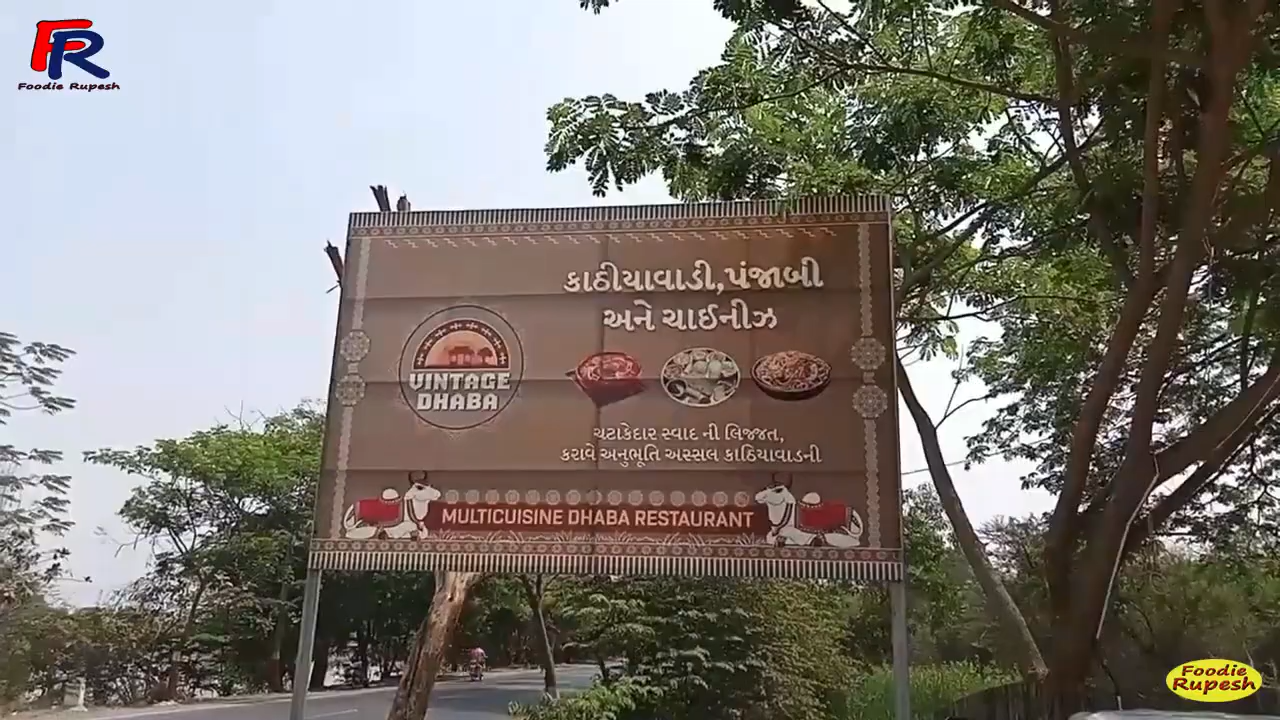 FR
Foodie Rupesh
કાઠીયાવાડી,પંજાબી
અને ચાઈનીઝ
VINTAGE
DHABA
ચટાકેદાર સ્વાદ ની લિજ્જત,
કરાવે અનુભૂતિ અસ્સલ કાઠિયાવાડની
MULTICUISINE DHABA RESTAURANT
Foodie
Rupesh